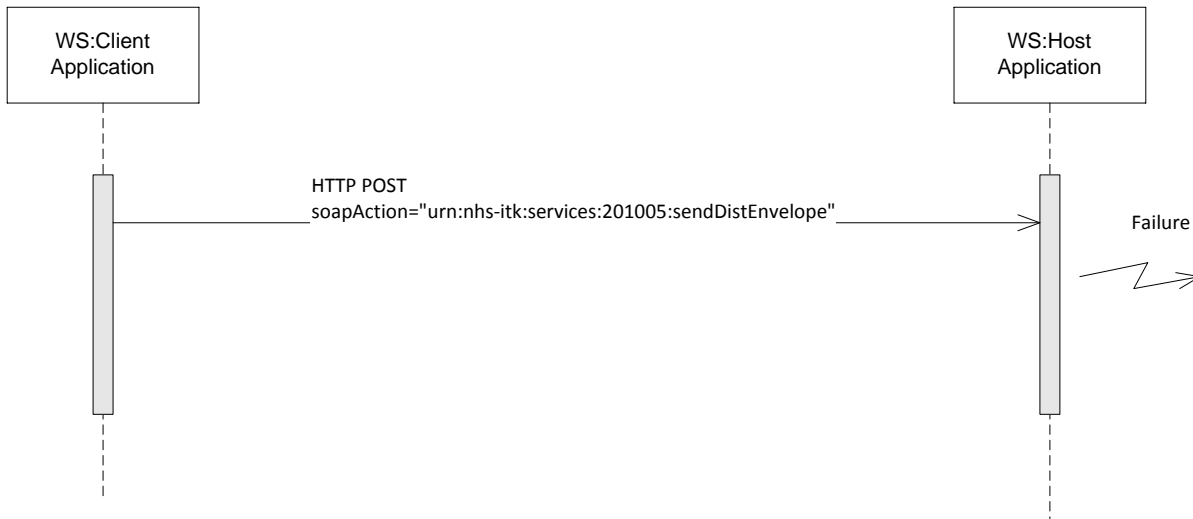 WS:Client
Application
WS:Host
Application
HTTP POST
soapAction="urn:nhs-itk:services:201005:sendDistEnvelope"
Failure